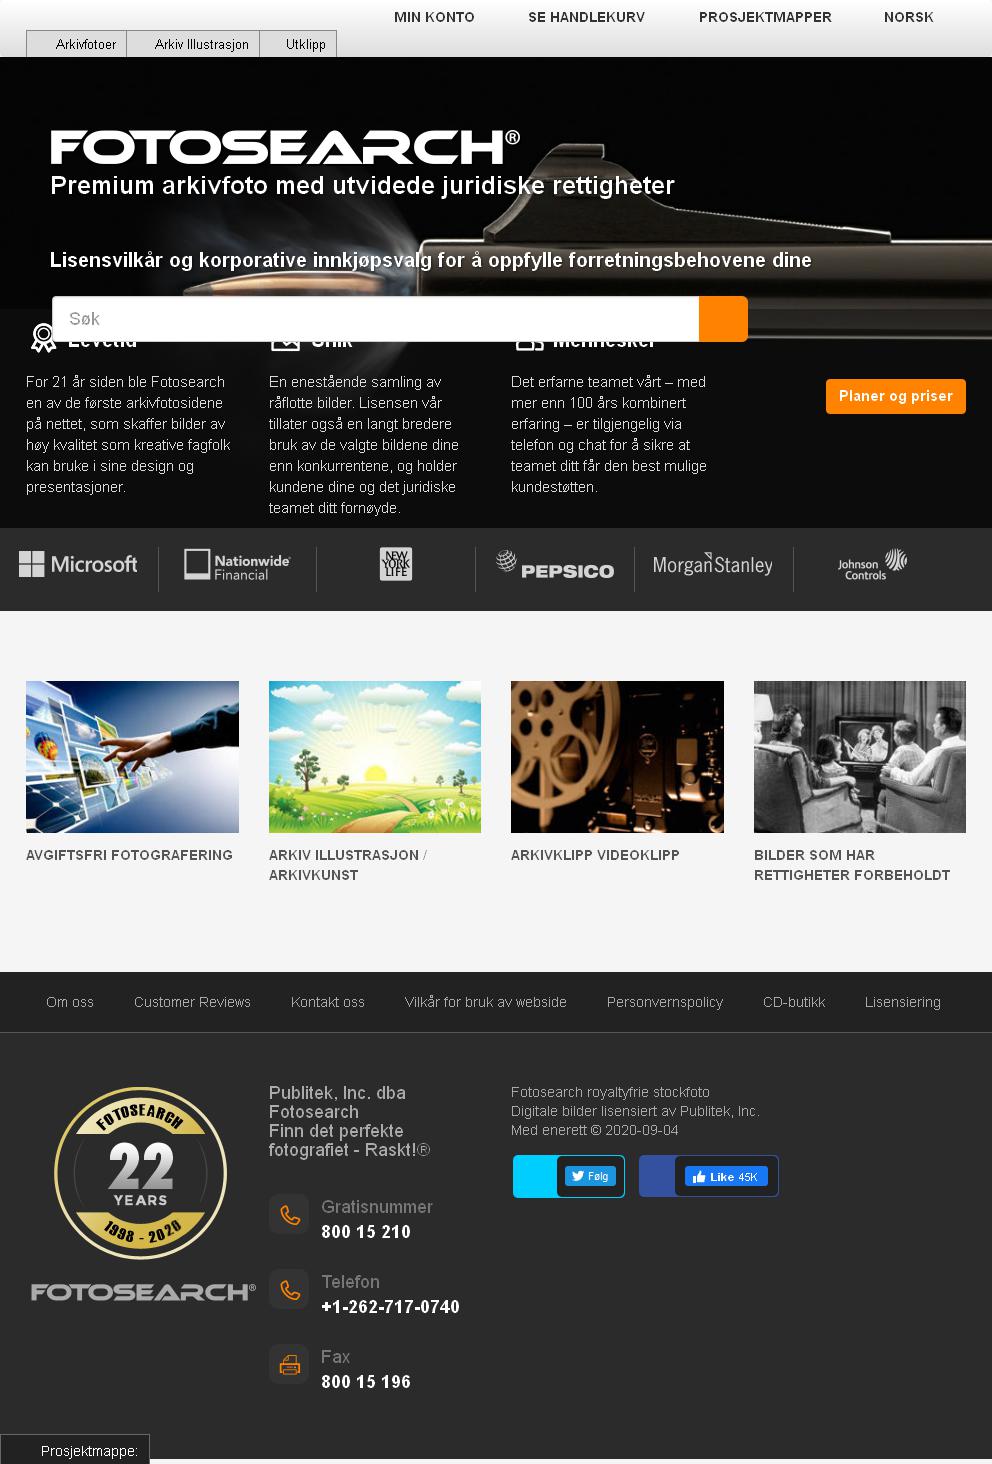 MIN KONTO
SE HANDLEKURV
PROSJEKTMAPPER
NORSK
Arkivfotoer
Arkiv Illustrasjon
Utklipp
FOTOSEARCH®
Premium arkivfoto med utvidede juridiske rettigheter
Lisensvilkår og korporative innkjøpsvalg for å oppfylle forretningsbehovene dine
Søk
Levetid
For 21 år siden ble Fotosearch
en av de første arkivfotosidene
på nettet, som skaffer bilder av
høy kvalitet som kreative fagfolk
kan bruke i sine design og
presentasjoner.
Unik
En enestående samling av
råflotte bilder. Lisensen vår
tillater også en langt bredere
bruk av de valgte bildene dine
enn konkurrentene, og holder
kundene dine og det juridiske
teamet ditt fornøyde.
Mennesker
Det erfarne teamet vårt – med
mer enn 100 års kombinert
erfaring – er tilgjengelig via
telefon og chat for å sikre at
teamet ditt får den best mulige
kundestøtten.
Planer og priser
Microsoft
Nationwide®
Financial
NEW
YORK
LIFE
PEPSICO
Morgan Stanley
Johnson
Controls
AVGIFTSFRI FOTOGRAFERING
ARKIV ILLUSTRASJON /
ARKIVKUNST
ARKIVKLIPP VIDEOKLIPP
BILDER SOM HAR
RETTIGHETER FORBEHOLDT
Om oss
Customer Reviews
Kontakt oss
Vilkår for bruk av webside
Personvernspolicy
CD-butikk
Lisensiering
FOTOSEARCH
22
YEARS
1998 - 2020
FOTOSEARCH®
Publitek, Inc. dba
Fotosearch
Finn det perfekte
fotografiet - Raskt!®
Gratisnummer
800 15 210
Telefon
+1-262-717-0740
Fax
800 15 196
Fotosearch royaltyfrie stockfoto
Digitale bilder lisensiert av Publitek, Inc.
Med enerett © 2020-09-04
Følg
Like 45K
Prosjektmappe: